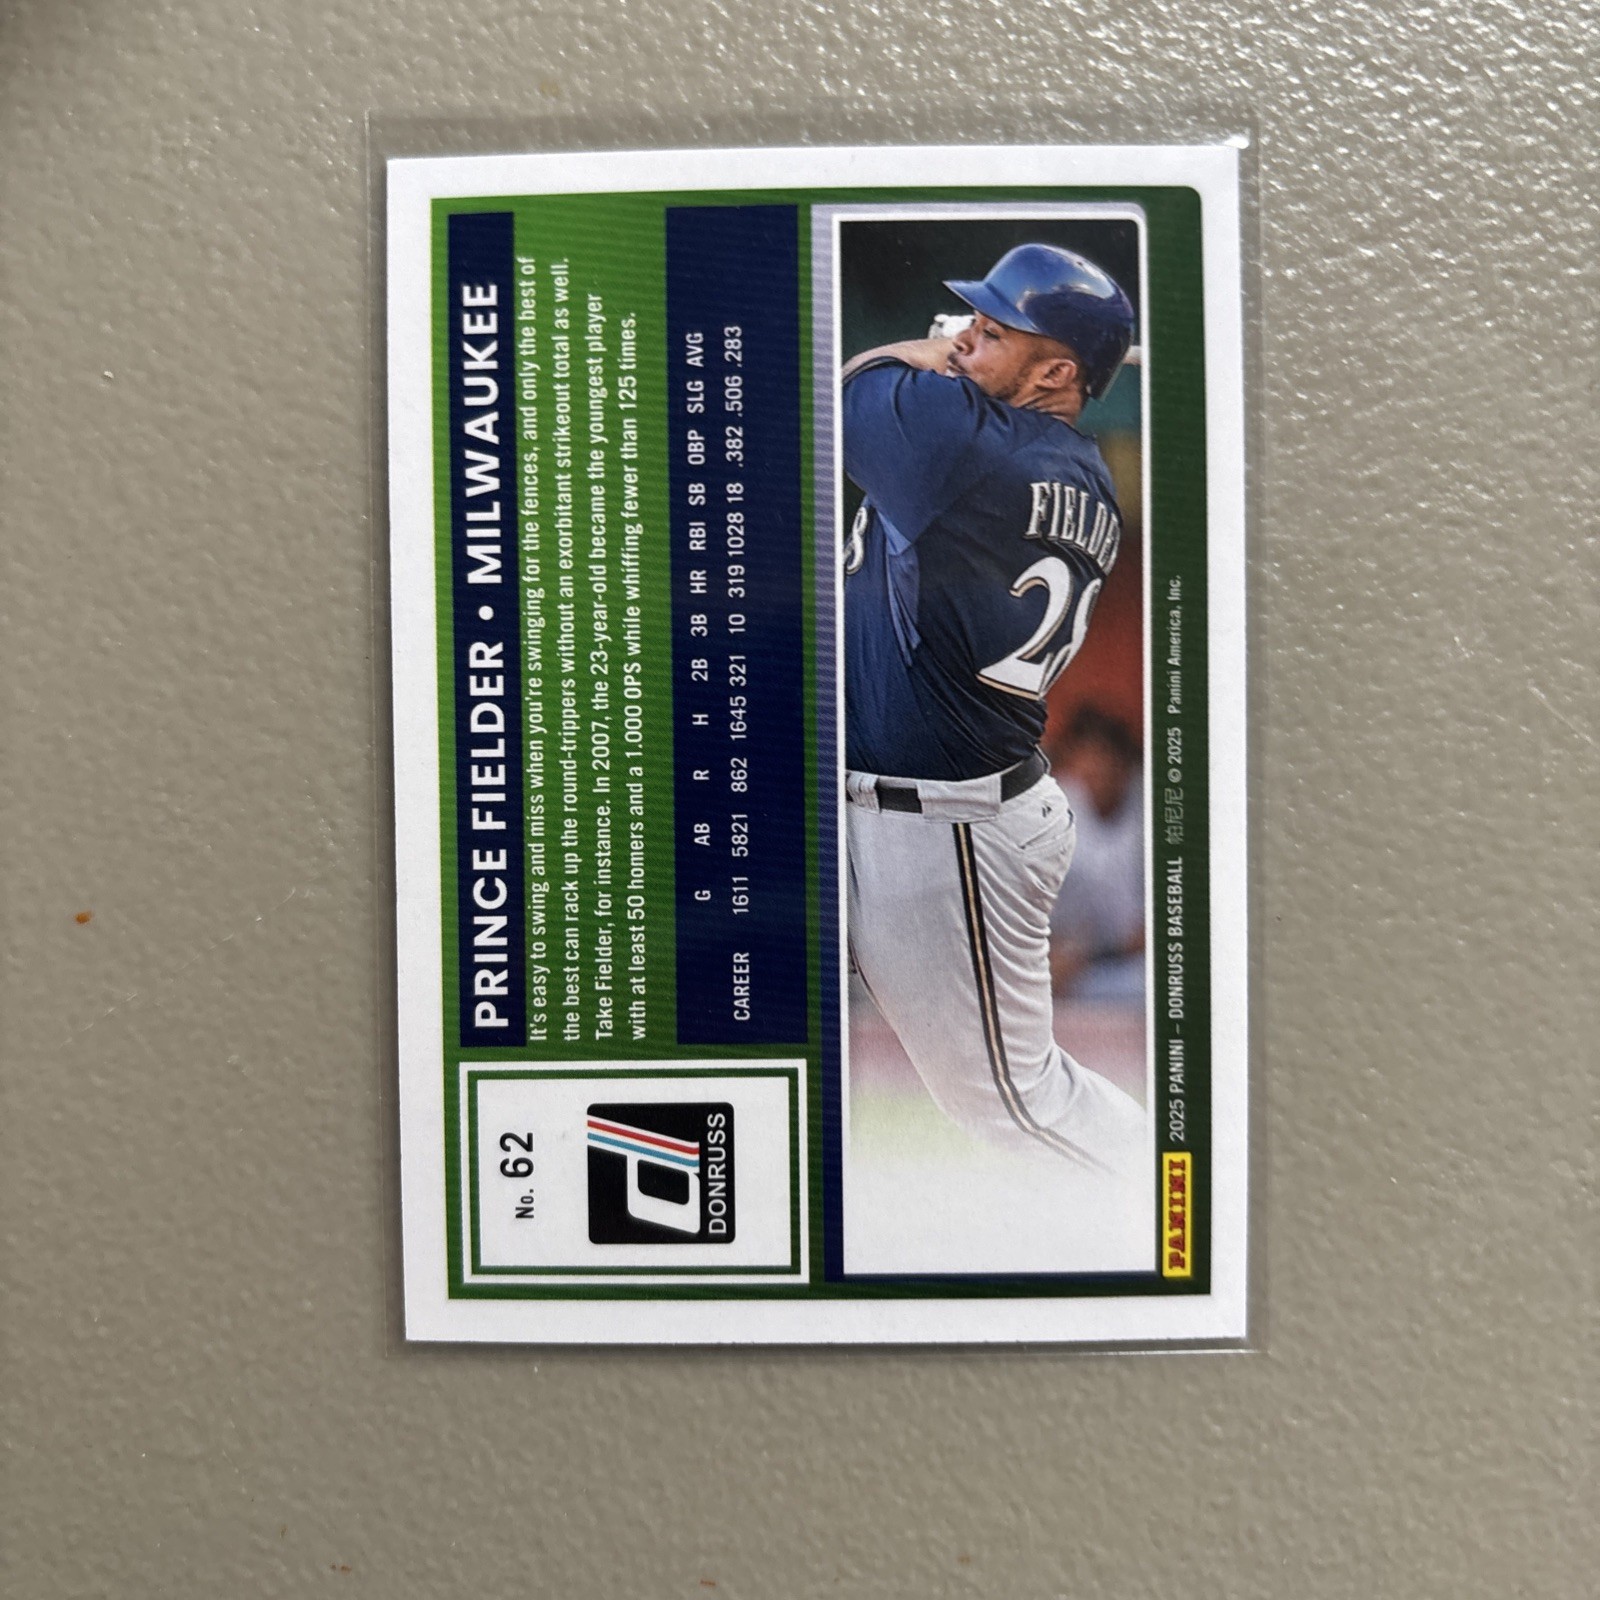 No. 62
DONRUSS
PRINCE FIELDER • MILWAUKEE
It's easy to swing and miss when you're swinging for the fences, and only the best of
the best can rack up the round-trippers without an exorbitant strikeout total as well.
Take Fielder, for instance. In 2007, the 23-year-old became the youngest player
with at least 50 homers and a 1.000 OPS while whiffing fewer than 125 times.
G AB R H 2B 3B HR RBI SB OBP SLG AVG
CAREER 1611 5821 862 1645 321 10 319 1028 18 .382 .506 .283
FIELDER
28
8
PANINI 2025 PANINI – DONRUSS BASEBALL 帕尼尼 © 2025 Panini America, Inc.